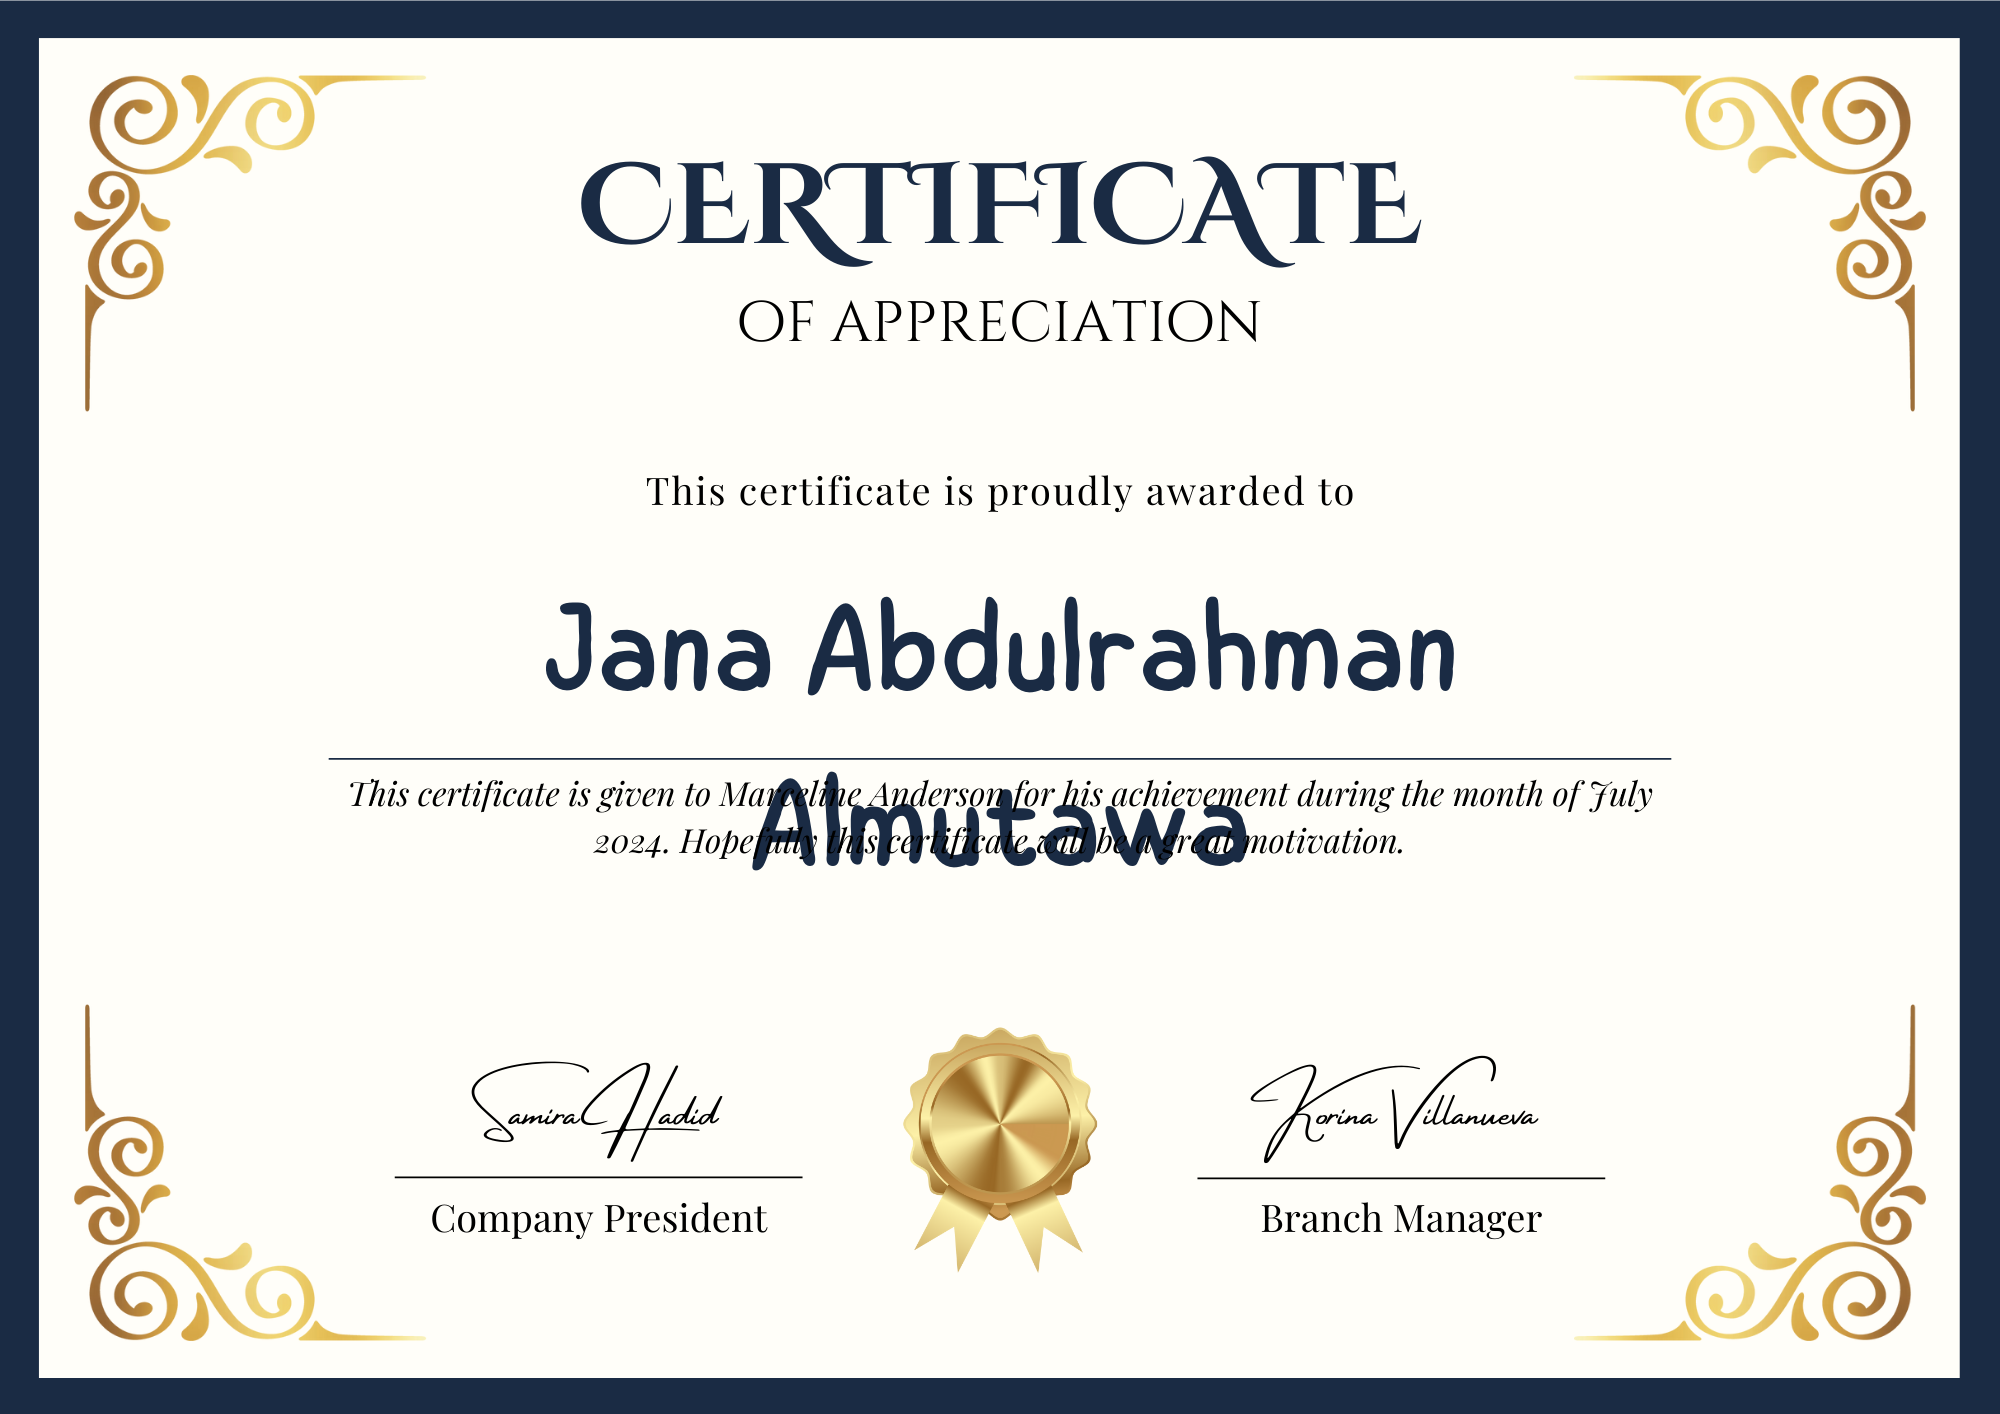 CERTIFICATE
OF APPRECIATION
This certificate is proudly awarded to
Jana Abdulrahman
Almutawa
This certificate is given to Marceline Anderson for his achievement during the month of July
2024. Hopefully this certificate will be a great motivation.
Samira Hadid
Korina Villanueva
Company President
Branch Manager